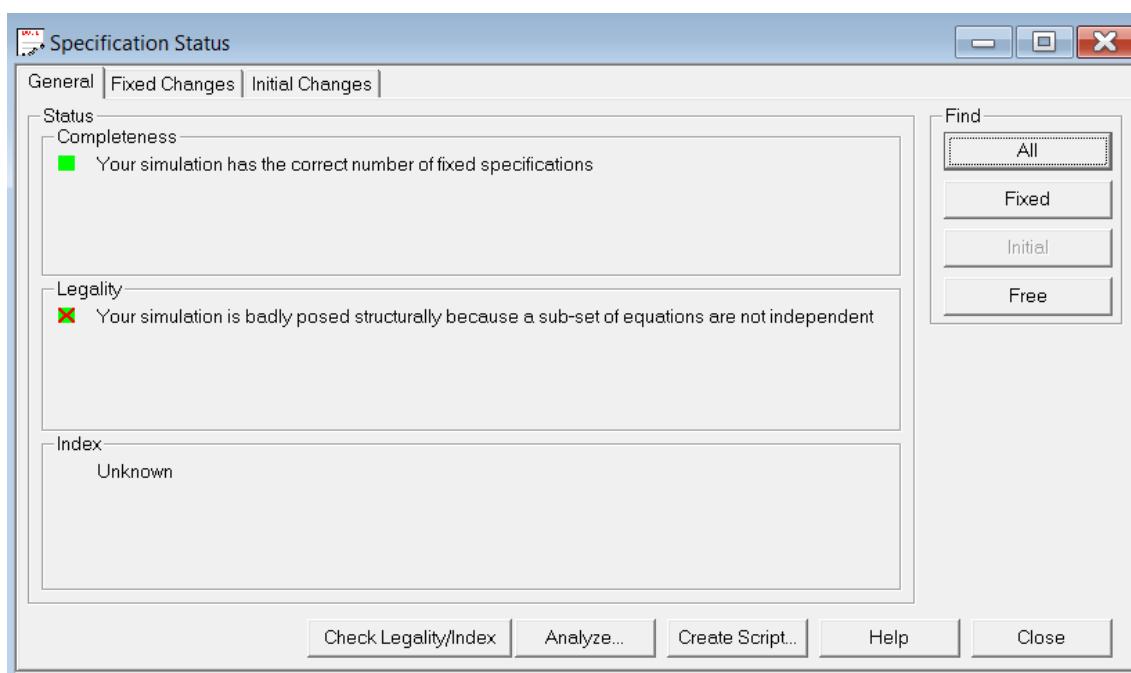 Specification Status
General
Fixed Changes
Initial Changes
Status
Completeness
Your simulation has the correct number of fixed specifications
Legality
Your simulation is badly posed structurally because a sub-set of equations are not independent
Index
Unknown
Find
All
Fixed
Initial
Free
Check Legality/Index
Analyze...
Create Script...
Help
Close